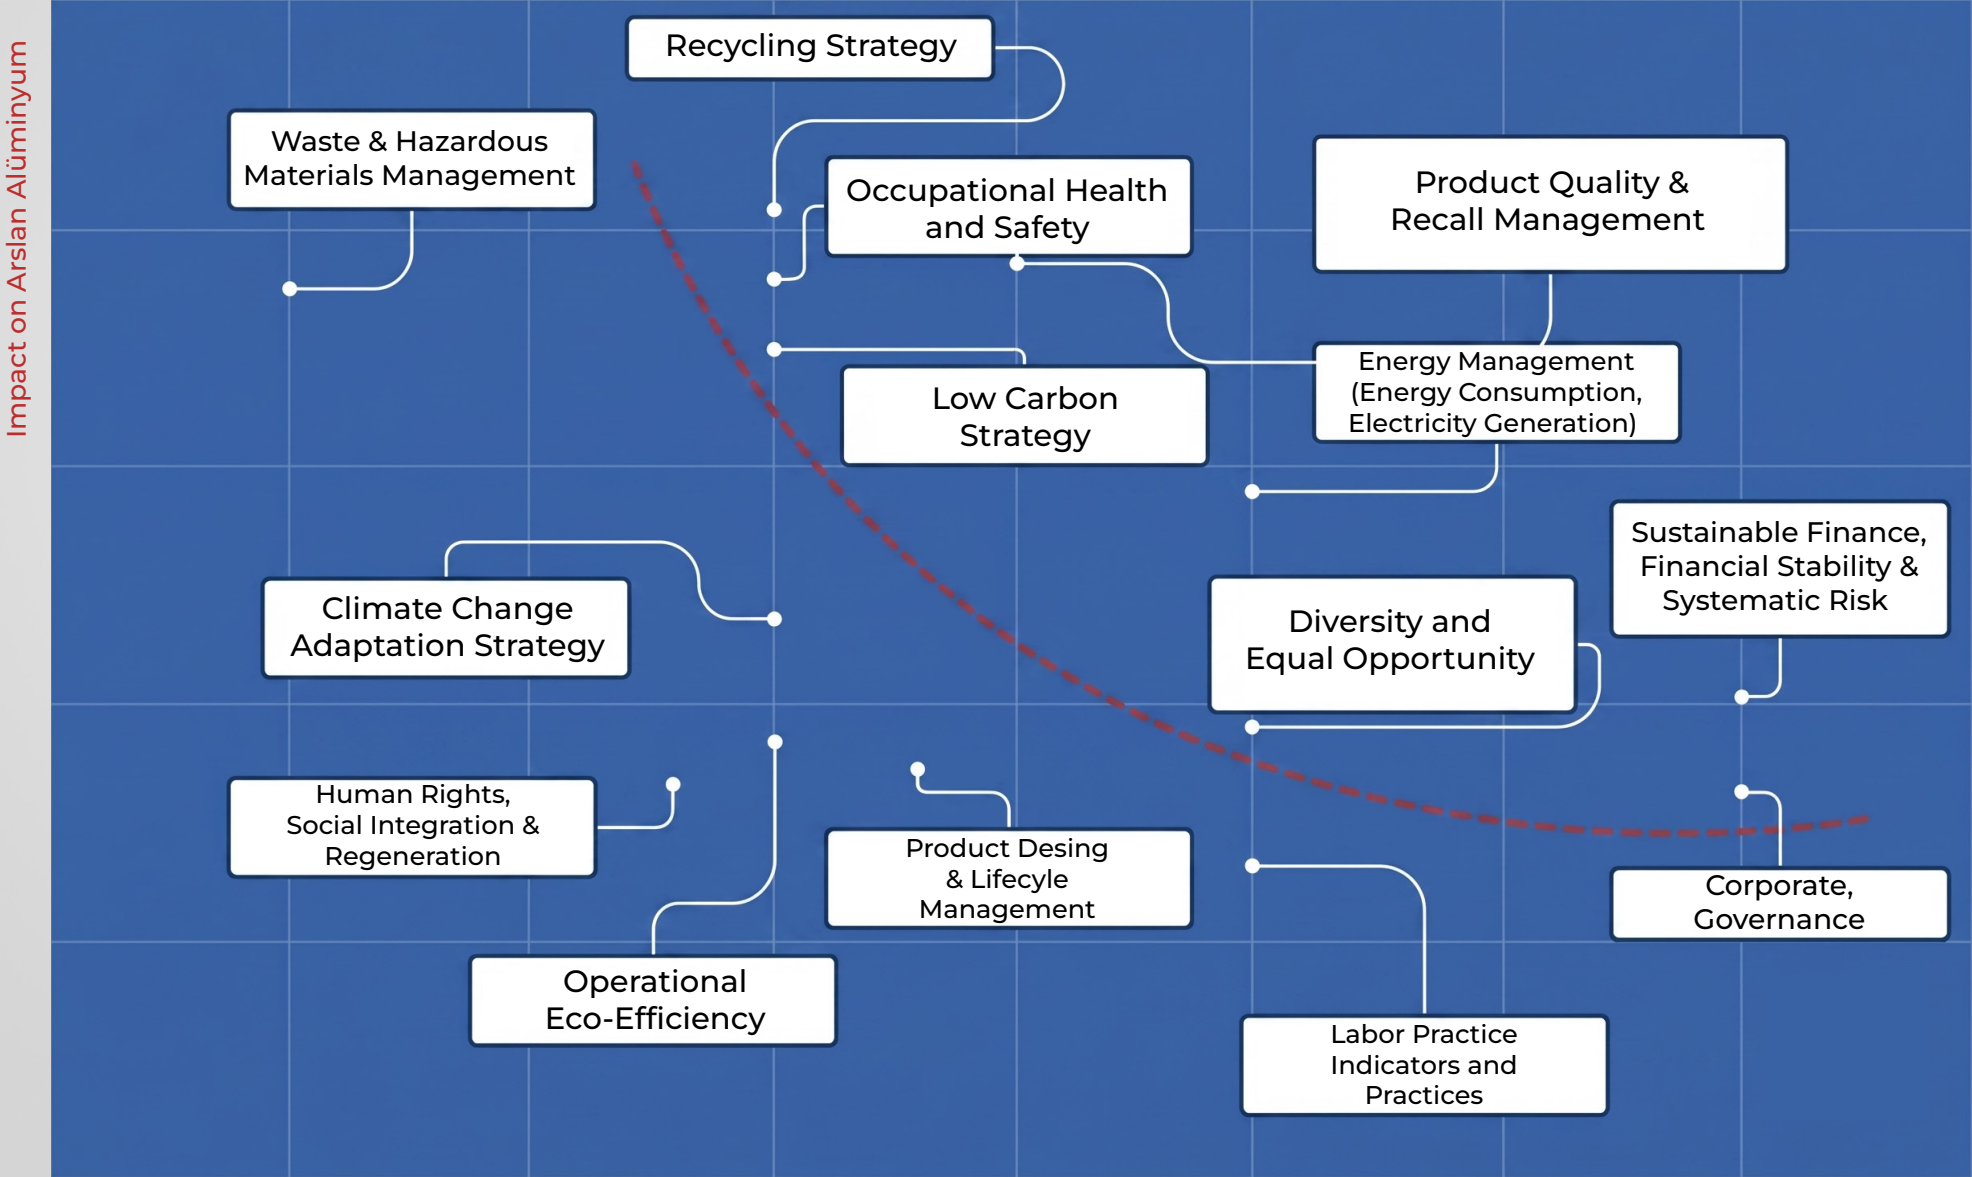 Impact on Arslan Alüminyum
Recycling Strategy
Waste & Hazardous
Materials Management
Occupational Health
and Safety
Product Quality &
Recall Management
Energy Management
(Energy Consumption,
Electricity Generation)
Low Carbon
Strategy
Sustainable Finance,
Financial Stability &
Systematic Risk
Climate Change
Adaptation Strategy
Diversity and
Equal Opportunity
Human Rights,
Social Integration &
Regeneration
Product Desing
& Lifecyle
Management
Corporate,
Governance
Operational
Eco-Efficiency
Labor Practice
Indicators and
Practices